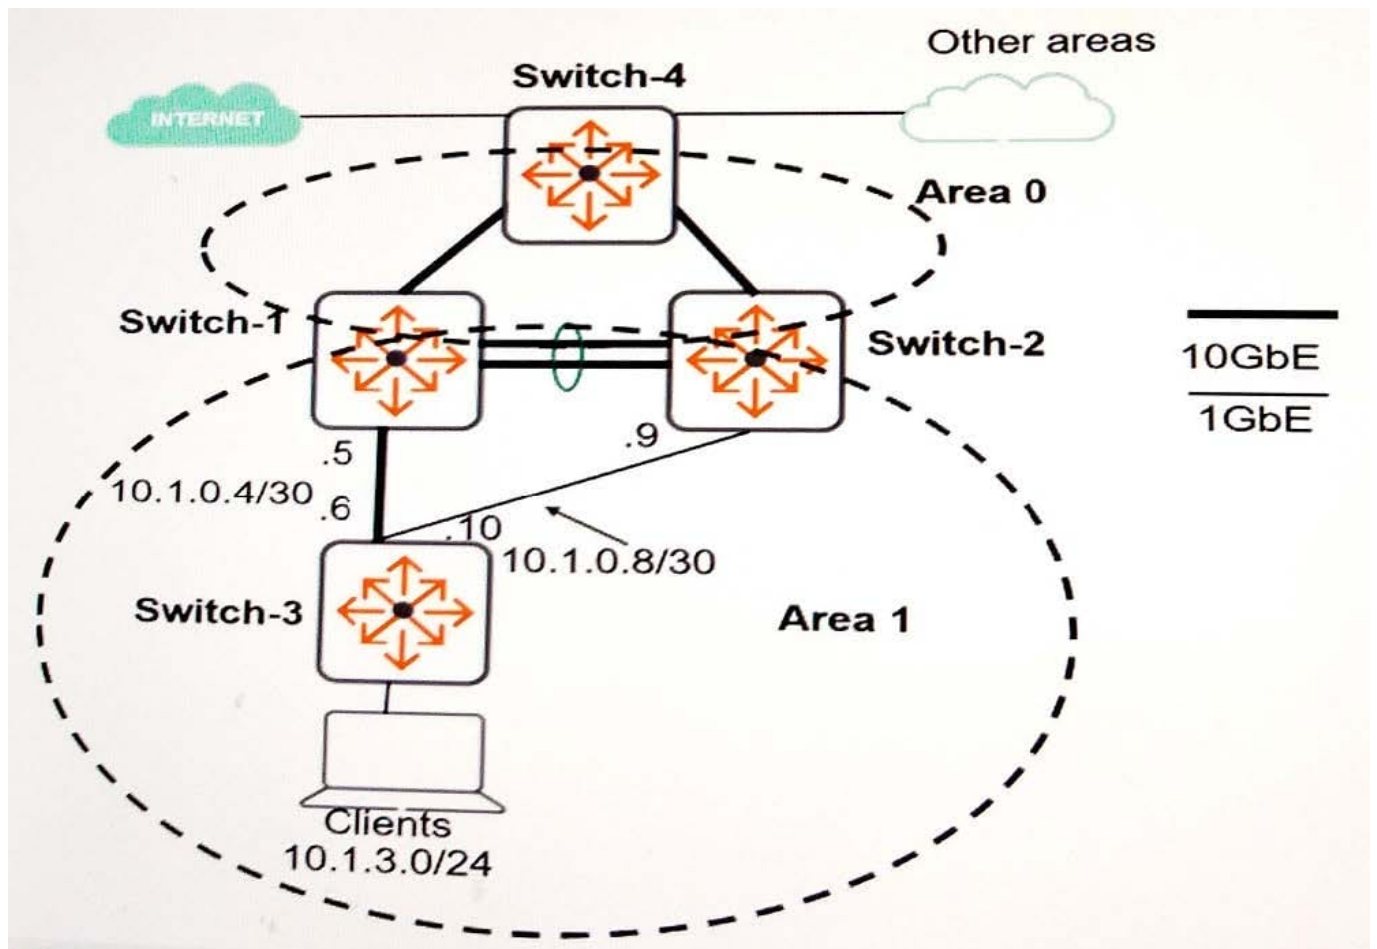 Other areas
Switch-4
INTERNET
Area 0
Switch-1
Switch-2
10GbE
1GbE
.5
.9
10.1.0.4/30
.6
.10
10.1.0.8/30
Switch-3
Area 1
Clients
10.1.3.0/24